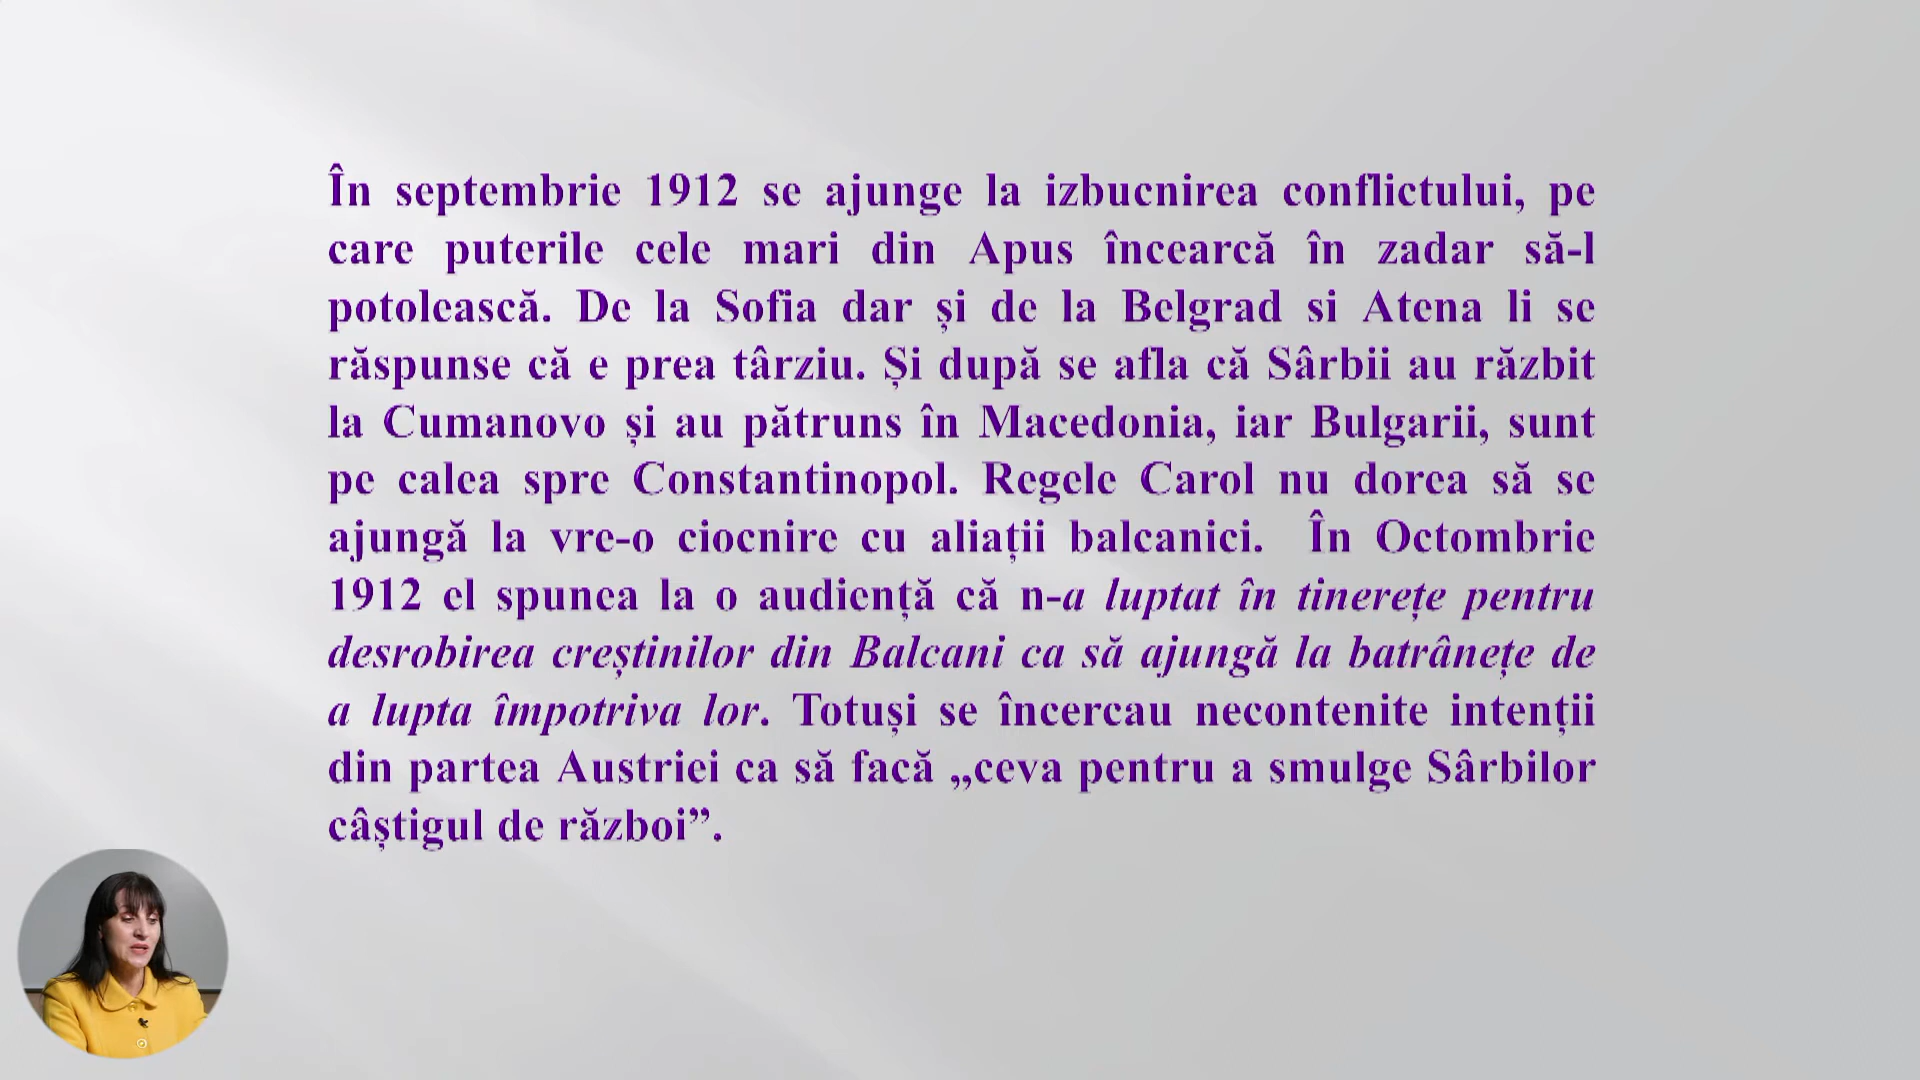 În septembrie 1912 se ajunge la izbucnirea conflictului, pe
care puterile cele mari din Apus încearcă în zadar să-l
potolească. De la Sofia dar și de la Belgrad si Atena li se
răspunse că e prea târziu. Și după se afla că Sârbii au răzbit
la Cumanovo și au pătruns în Macedonia, iar Bulgarii, sunt
pe calea spre Constantinopol. Regele Carol nu dorea să se
ajungă la vre-o ciocnire cu aliații balcanici. În Octombrie
1912 el spunea la o audiență că n-a luptat în tinerețe pentru
desrobirea creștinilor din Balcani ca să ajungă la batrânețe de
a lupta împotriva lor. Totuși se încercau necontenite intenții
din partea Austriei ca să facă „ceva pentru a smulge Sârbilor
câștigul de război”.